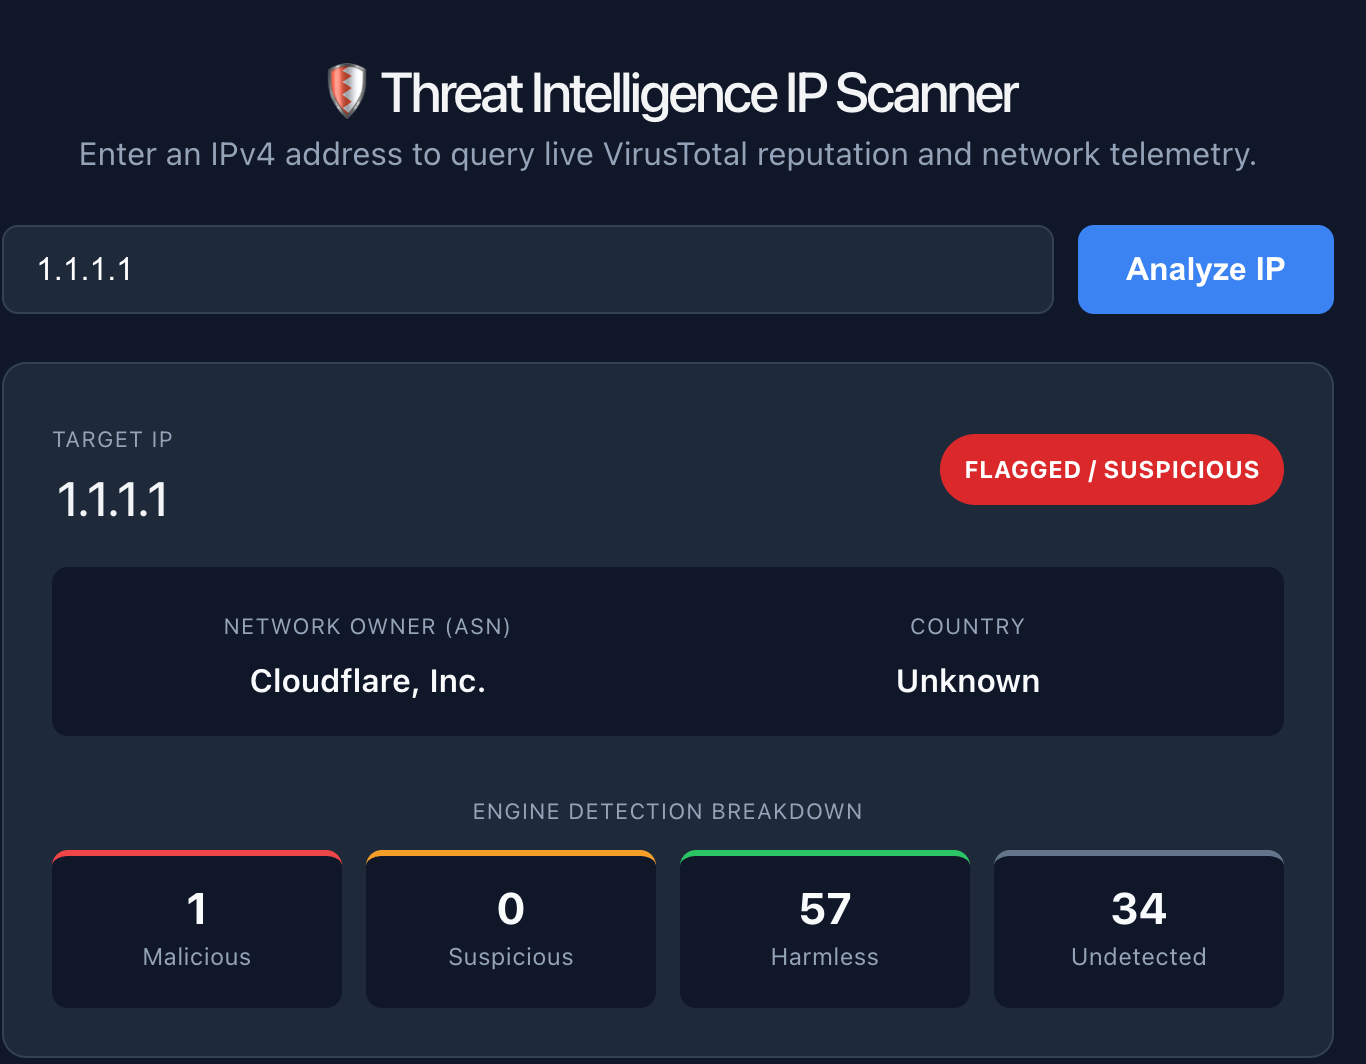 Threat Intelligence IP Scanner
Enter an IPv4 address to query live VirusTotal reputation and network telemetry.
1.1.1.1
Analyze IP
TARGET IP
1.1.1.1
FLAGGED / SUSPICIOUS
NETWORK OWNER (ASN)
Cloudflare, Inc.
COUNTRY
Unknown
ENGINE DETECTION BREAKDOWN
1
Malicious
0
Suspicious
57
Harmless
34
Undetected